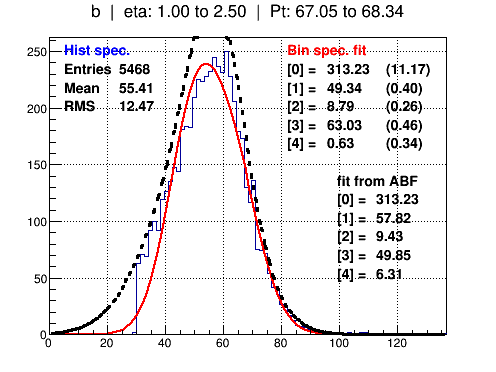 b | eta: 1.00 to 2.50 | Pt: 67.05 to 68.34
Hist spec.
Entries 5468
Mean 55.41
RMS 12.47
Bin spec. fit
[0] = 313.23 (11.17)
[1] = 49.34 (0.40)
[2] = 8.79 (0.26)
[3] = 63.03 (0.46)
[4] = 0.63 (0.34)
fit from ABF
[0] = 313.23
[1] = 57.82
[2] = 9.43
[3] = 49.85
[4] = 6.31
250
200
150
100
50
0
0 20 40 60 80 100 120